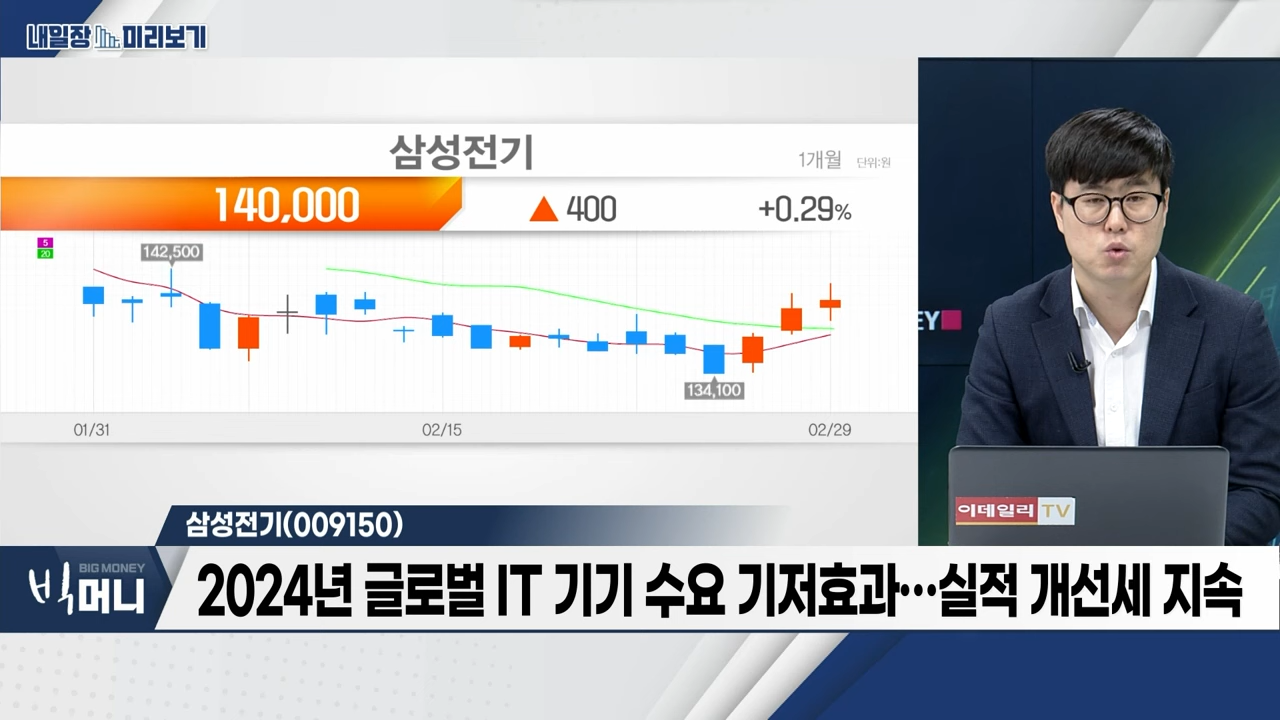 내일장 미리보기
삼성전기
1개월 단위:원
140,000 ▲ 400 +0.29%
5
20
142,500
134,100
01/31 02/15 02/29
EY
이데일리 TV
삼성전기(009150)
BIG MONEY
빅머니
2024년 글로벌 IT 기기 수요 기저효과…실적 개선세 지속